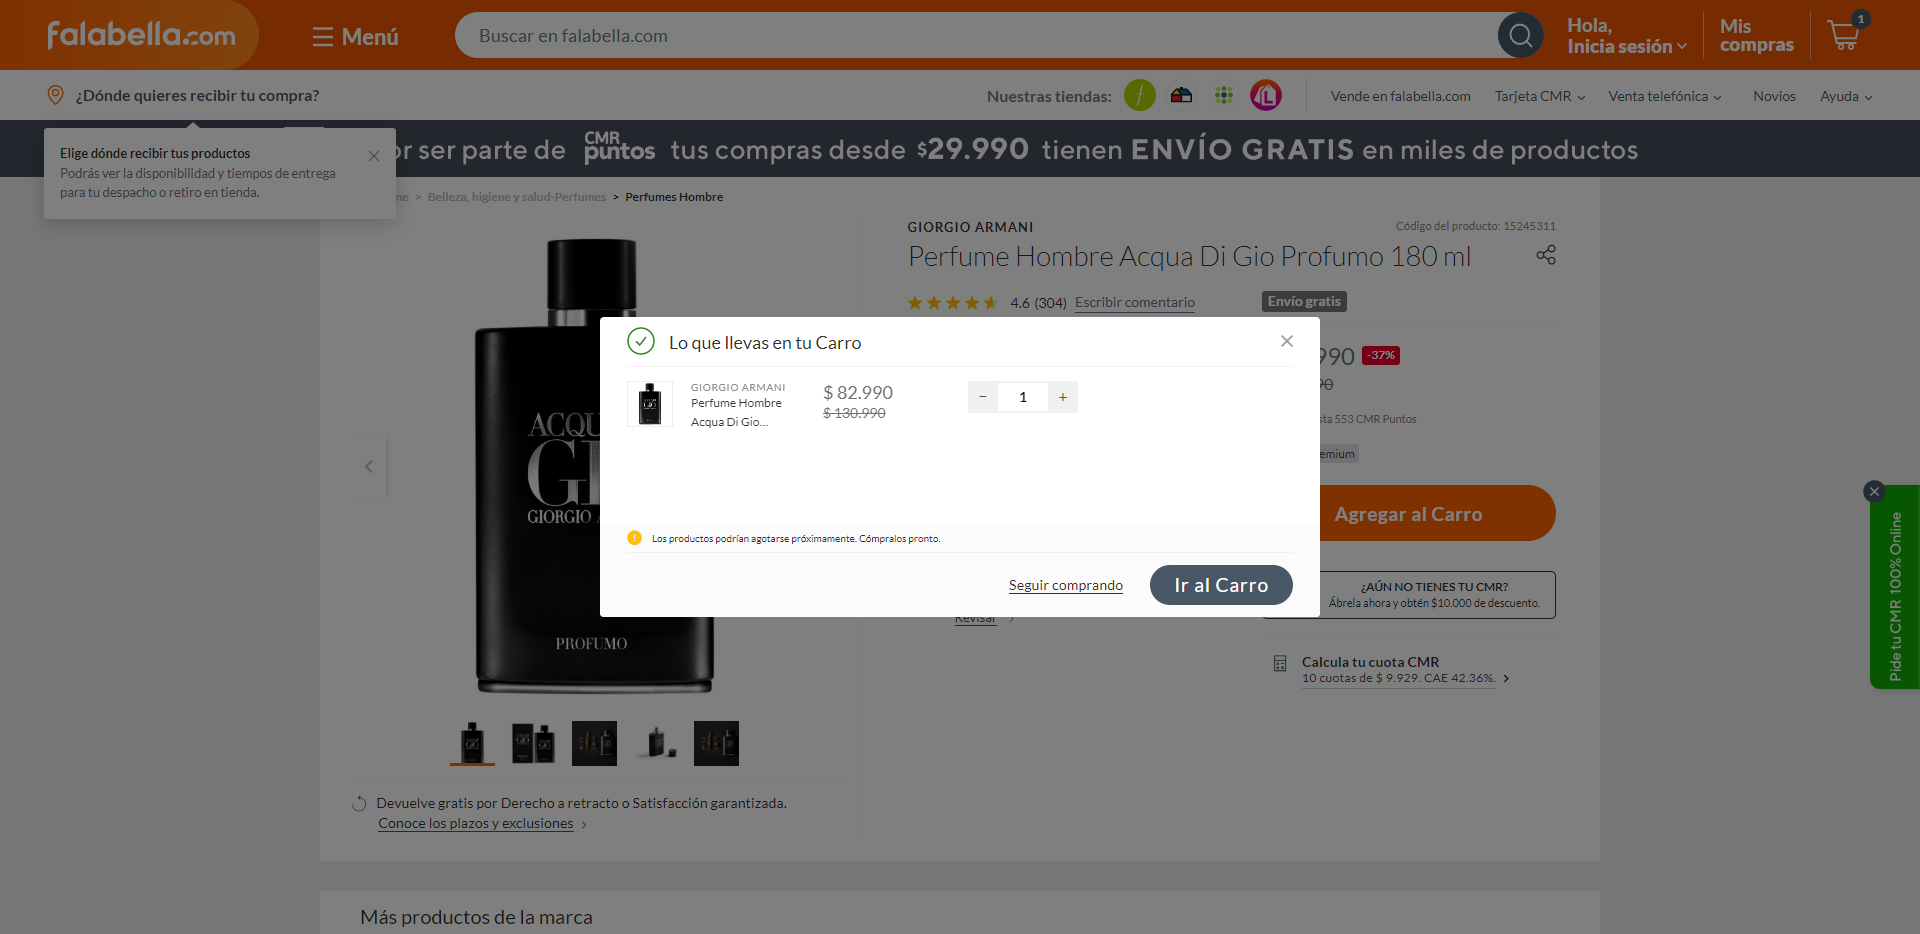 falabella.com
Menú
Buscar en falabella.com
Hola,
Inicia sesión
Mis
compras
1
¿Dónde quieres recibir tu compra?
Nuestras tiendas:
Vende en falabella.com
Tarjeta CMR
Venta telefónica
Novios
Ayuda
Elige dónde recibir tus productos
Podrás ver la disponibilidad y tiempos de entrega
para tu despacho o retiro en tienda.
or ser parte de CMR puntos tus compras desde $29.990 tienen ENVÍO GRATIS en miles de productos
> Belleza, higiene y salud-Perfumes > Perfumes Hombre
GIORGIO ARMANI
Código del producto: 15245311
Perfume Hombre Acqua Di Gio Profumo 180 ml
4.6 (304)
Escribir comentario
Envío gratis
990
-37%
90
553 CMR Puntos
Agregar al Carro
¿AÚN NO TIENES TU CMR?
Ábrela ahora y obtén $10.000 de descuento.
Revisar
Calcula tu cuota CMR
10 cuotas de $ 9.929. CAE 42.36%.
Lo que llevas en tu Carro
GIORGIO ARMANI
Perfume Hombre
Acqua Di Gio...
$ 82.990
$ 130.990
−
1
+
Los productos podrían agotarse próximamente. Cómpralos pronto.
Seguir comprando
Ir al Carro
ACQU
GI
GIORGIO A
PROFUMO
Pide tu CMR 100% Online
Devuelve gratis por Derecho a retracto o Satisfacción garantizada.
Conoce los plazos y exclusiones
Más productos de la marca